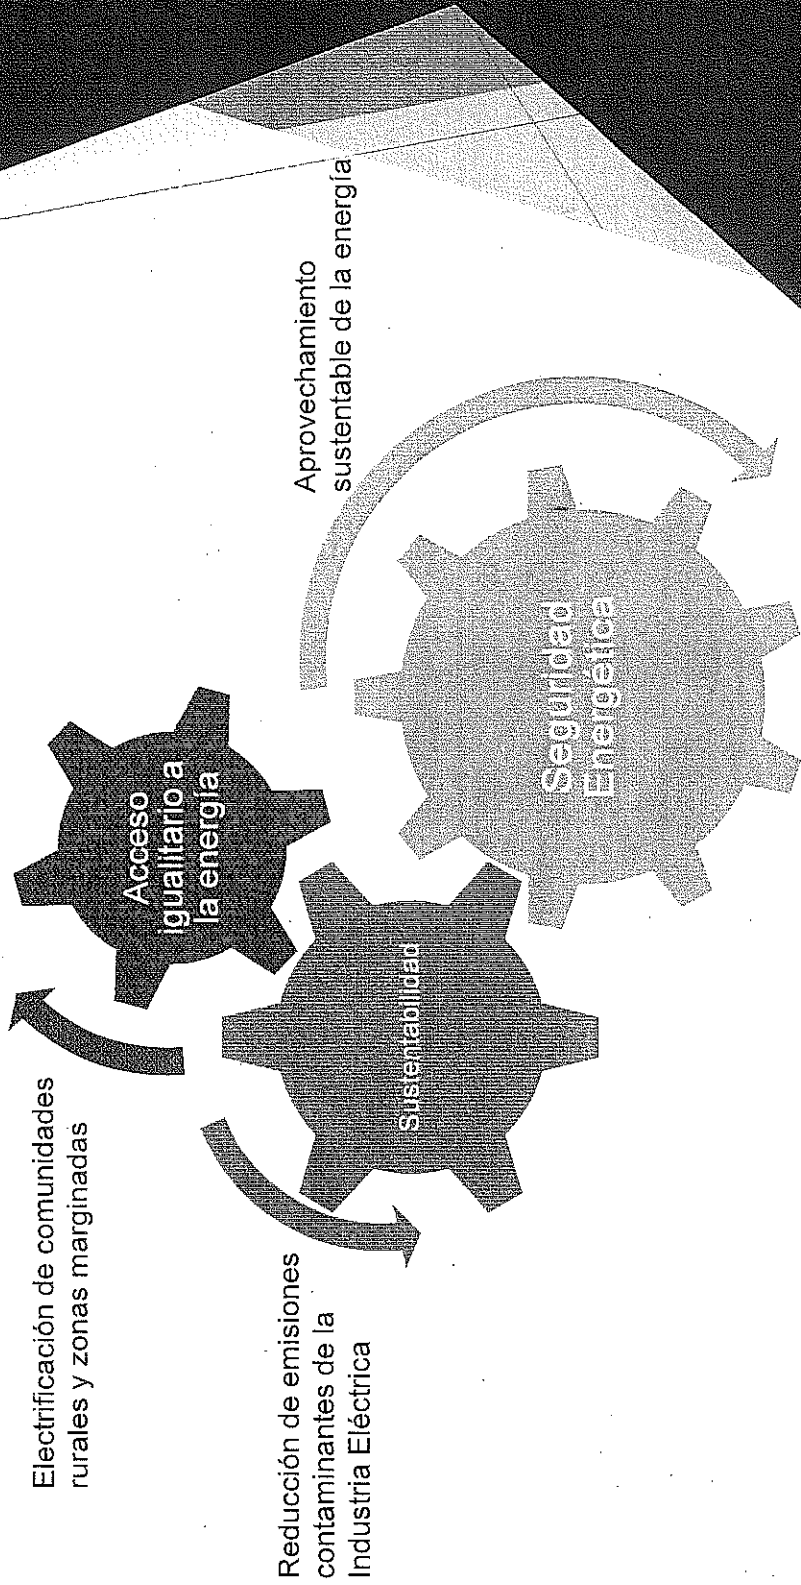 Electrificación de comunidades
rurales y zonas marginadas
Acceso
igualitario a
la energía
Reducción de emisiones
contaminantes de la
Industria Eléctrica
Sustentabilidad
Aprovechamiento
sustentable de la energía
Seguridad
Energética